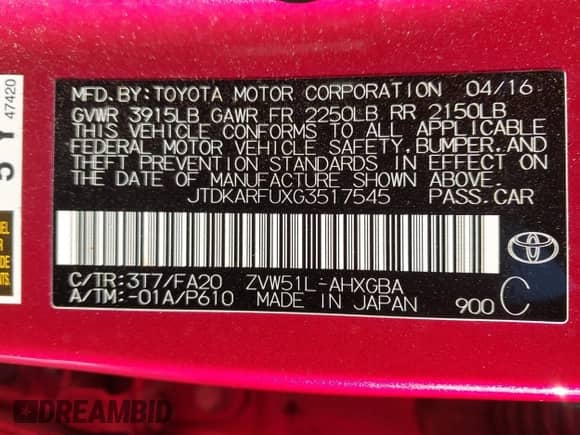 MFD.BY:TOYOTA MOTOR CORPORATION 04/16
GVWR 3915LB GAWR FR 2250LB RR 2150LB
THIS VEHICLE CONFORMS TO ALL APPLICABLE
FEDERAL MOTOR VEHICLE SAFETY,BUMPER,AND
THEFT PREVENTION STANDARDS IN EFFECT ON
THE DATE OF MANUFACTURE SHOWN ABOVE.
JTDKARFUXG3517545 PASS.CAR
C/TR:3T7/FA20 ZVW51L-AHXGBA
A/TM:-01A/P610 MADE IN JAPAN 900 C
TOYOTA
5 Y 47420
DREAMBID